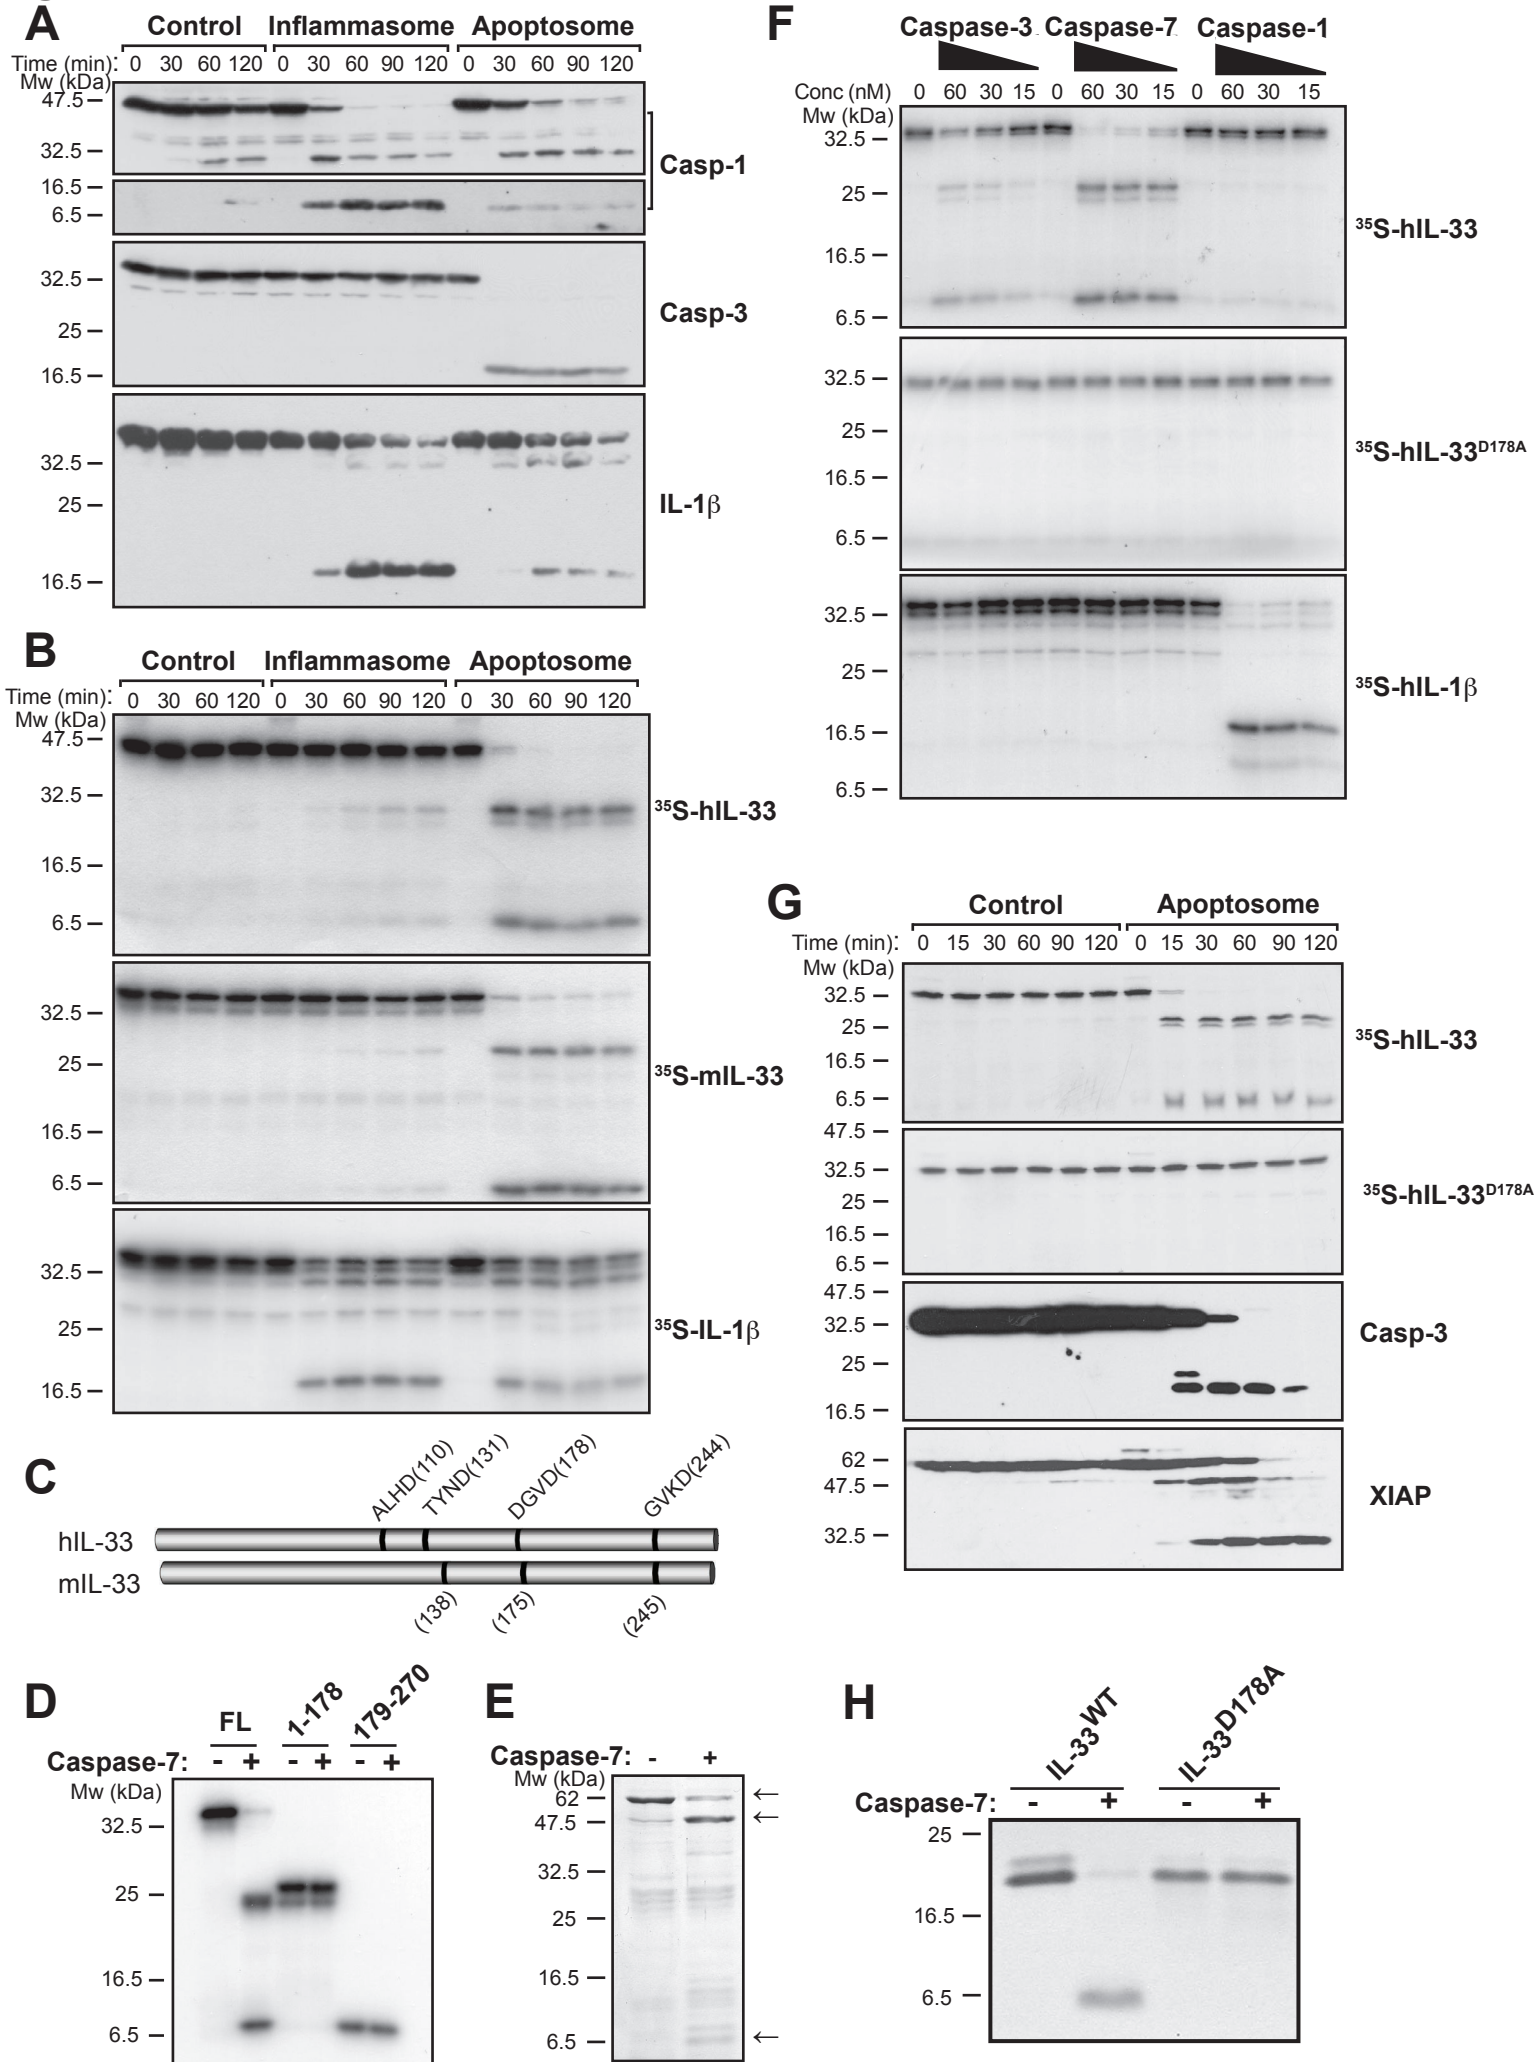 A
Control Inflammasome Apoptosome
Time (min): 0 30 60 120 0 30 60 90 120 0 30 60 90 120
Mw (kDa)
47.5
32.5
16.5
6.5
Casp-1
32.5
25
16.5
Casp-3
32.5
25
16.5
IL-1β
B
Control Inflammasome Apoptosome
Time (min): 0 30 60 120 0 30 60 90 120 0 30 60 90 120
Mw (kDa)
47.5
32.5
16.5
6.5
35S-hIL-33
32.5
25
16.5
6.5
35S-mIL-33
32.5
25
16.5
35S-IL-1β
C
ALHD(110) TYND(131) DGVD(178) GVKD(244)
hIL-33
mIL-33
(138) (175) (245)
D
FL 1-178 179-270
Caspase-7: - + - + - +
Mw (kDa)
32.5
25
16.5
6.5
E
Caspase-7: - +
Mw (kDa)
62
47.5
32.5
25
16.5
6.5
F
Caspase-3 Caspase-7 Caspase-1
Conc (nM) 0 60 30 15 0 60 30 15 0 60 30 15
Mw (kDa)
32.5
25
16.5
6.5
35S-hIL-33
32.5
25
16.5
6.5
35S-hIL-33D178A
32.5
25
16.5
6.5
35S-hIL-1β
G
Control Apoptosome
Time (min): 0 15 30 60 90 120 0 15 30 60 90 120
Mw (kDa)
32.5
25
16.5
6.5
35S-hIL-33
47.5
32.5
25
16.5
6.5
35S-hIL-33D178A
47.5
32.5
25
16.5
Casp-3
62
47.5
32.5
XIAP
H
IL-33WT IL-33D178A
Caspase-7: - + - +
25
16.5
6.5